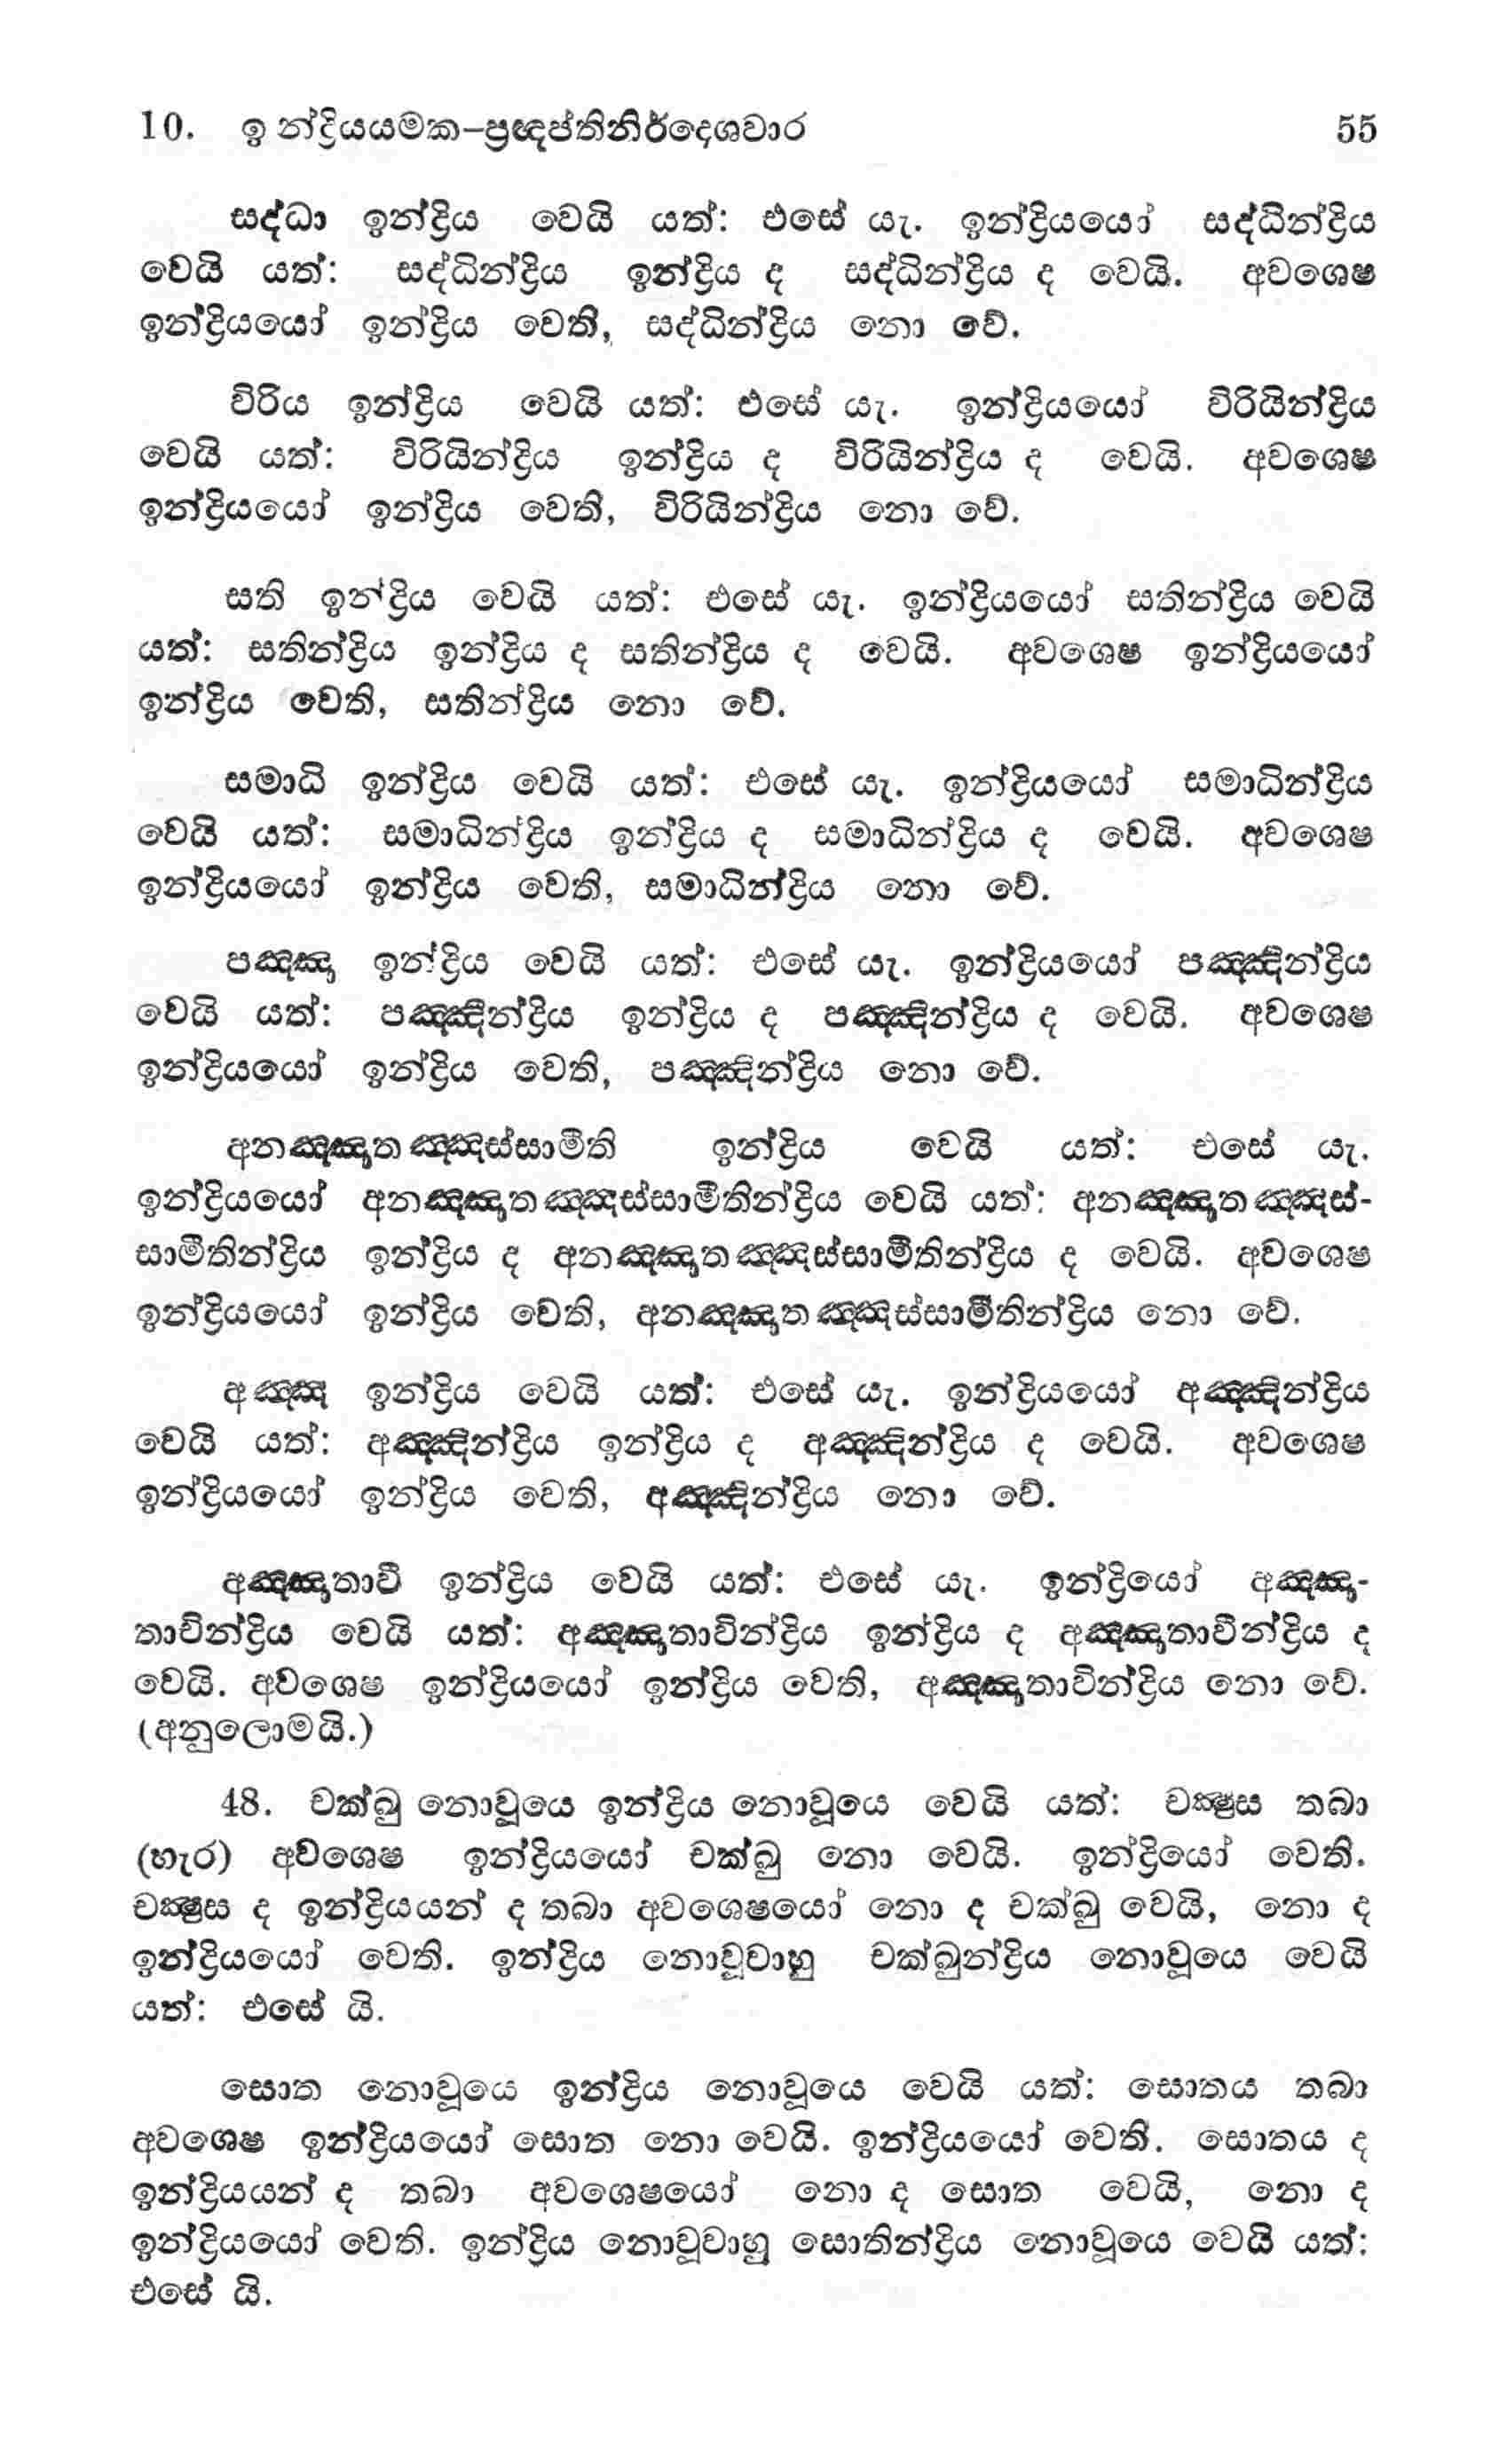 10. ඉන්ද්‍රියයමක-ප්‍රඥප්තිනිර්දෙශවාර 55
සද්ධා ඉන්ද්‍රිය වෙයි යත්: එසේ යැ. ඉන්ද්‍රියයෝ සද්ධින්ද්‍රිය
වෙයි යත්: සද්ධින්ද්‍රිය ඉන්ද්‍රිය ද සද්ධින්ද්‍රිය ද වෙයි. අවශෙෂ
ඉන්ද්‍රියයෝ ඉන්ද්‍රිය වෙති, සද්ධින්ද්‍රිය නො වේ.
විරිය ඉන්ද්‍රිය වෙයි යත්: එසේ යැ. ඉන්ද්‍රියයෝ විරියින්ද්‍රිය
වෙයි යත්: විරියින්ද්‍රිය ඉන්ද්‍රිය ද විරියින්ද්‍රිය ද වෙයි. අවශෙෂ
ඉන්ද්‍රියයෝ ඉන්ද්‍රිය වෙති, විරියින්ද්‍රිය නො වේ.
සති ඉන්ද්‍රිය වෙයි යත්: එසේ යැ. ඉන්ද්‍රියයෝ සතින්ද්‍රිය වෙයි
යත්: සතින්ද්‍රිය ඉන්ද්‍රිය ද සතින්ද්‍රිය ද වෙයි. අවශෙෂ ඉන්ද්‍රියයෝ
ඉන්ද්‍රිය වෙති, සතින්ද්‍රිය නො වේ.
සමාධි ඉන්ද්‍රිය වෙයි යත්: එසේ යැ. ඉන්ද්‍රියයෝ සමාධින්ද්‍රිය
වෙයි යත්: සමාධින්ද්‍රිය ඉන්ද්‍රිය ද සමාධින්ද්‍රිය ද වෙයි. අවශෙෂ
ඉන්ද්‍රියයෝ ඉන්ද්‍රිය වෙති, සමාධින්ද්‍රිය නො වේ.
පඤ්ඤා ඉන්ද්‍රිය වෙයි යත්: එසේ යැ. ඉන්ද්‍රියයෝ පඤ්ඤින්ද්‍රිය
වෙයි යත්: පඤ්ඤින්ද්‍රිය ඉන්ද්‍රිය ද පඤ්ඤින්ද්‍රිය ද වෙයි. අවශෙෂ
ඉන්ද්‍රියයෝ ඉන්ද්‍රිය වෙති, පඤ්ඤින්ද්‍රිය නො වේ.
අනඤ්ඤාතඤ්ඤස්සාමීති ඉන්ද්‍රිය වෙයි යත්: එසේ යැ.
ඉන්ද්‍රියයෝ අනඤ්ඤාතඤ්ඤස්සාමීතින්ද්‍රිය වෙයි යත්: අනඤ්ඤාතඤ්ඤස්-
සාමීතින්ද්‍රිය ඉන්ද්‍රිය ද අනඤ්ඤාතඤ්ඤස්සාමීතින්ද්‍රිය ද වෙයි. අවශෙෂ
ඉන්ද්‍රියයෝ ඉන්ද්‍රිය වෙති, අනඤ්ඤාතඤ්ඤස්සාමීතින්ද්‍රිය නො වේ.
අඤ්ඤ ඉන්ද්‍රිය වෙයි යත්: එසේ යැ. ඉන්ද්‍රියයෝ අඤ්ඤින්ද්‍රිය
වෙයි යත්: අඤ්ඤින්ද්‍රිය ඉන්ද්‍රිය ද අඤ්ඤින්ද්‍රිය ද වෙයි. අවශෙෂ
ඉන්ද්‍රියයෝ ඉන්ද්‍රිය වෙති, අඤ්ඤින්ද්‍රිය නො වේ.
අඤ්ඤාතාවී ඉන්ද්‍රිය වෙයි යත්: එසේ යැ. ඉන්ද්‍රියෝ අඤ්ඤා-
තාවින්ද්‍රිය වෙයි යත්: අඤ්ඤාතාවින්ද්‍රිය ඉන්ද්‍රිය ද අඤ්ඤාතාවින්ද්‍රිය ද
වෙයි. අවශෙෂ ඉන්ද්‍රියයෝ ඉන්ද්‍රිය වෙති, අඤ්ඤාතාවින්ද්‍රිය නො වේ.
(අනුලොමයි.)
48. චක්ඛු නොවූයෙ ඉන්ද්‍රිය නොවූයෙ වෙයි යත්: චක්‍ෂුස තබා
(හැර) අවශෙෂ ඉන්ද්‍රියයෝ චක්ඛු නො වෙයි. ඉන්ද්‍රියෝ වෙති.
චක්‍ෂුස ද ඉන්ද්‍රියයන් ද තබා අවශෙෂයෝ නො ද චක්ඛු වෙයි, නො ද
ඉන්ද්‍රියයෝ වෙති. ඉන්ද්‍රිය නොවූවාහු චක්ඛුන්ද්‍රිය නොවූයෙ වෙයි
යත්: එසේ යි.
සොත නොවූයෙ ඉන්ද්‍රිය නොවූයෙ වෙයි යත්: සොතය තබා
අවශෙෂ ඉන්ද්‍රියයෝ සොත නො වෙයි. ඉන්ද්‍රියයෝ වෙති. සොතය ද
ඉන්ද්‍රියයන් ද තබා අවශෙෂයෝ නො ද සොත වෙයි, නො ද
ඉන්ද්‍රියයෝ වෙති. ඉන්ද්‍රිය නොවූවාහු සොතින්ද්‍රිය නොවූයෙ වෙයි යත්:
එසේ යි.